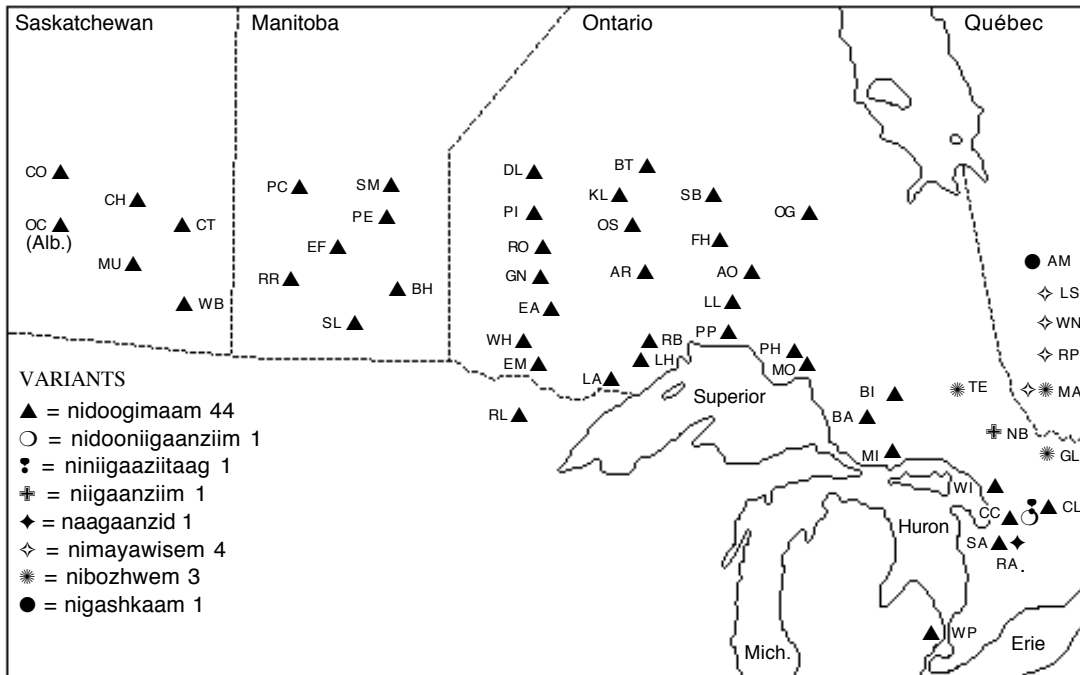 Saskatchewan Manitoba Ontario Québec
CO
CH
OC
(Alb.)
CT
MU
WB
PC
SM
PE
EF
RR
BH
SL
DL
PI
RO
GN
EA
WH
EM
RL
BT
KL
OS
AR
RB
LH
LA
SB
OG
FH
AO
LL
PP
PH
MO
BI
BA
MI
AM
LS
WN
RP
TE
MA
NB
GL
WI
CC
CL
SA
RA .
WP
Superior
Huron
Mich.
Erie
VARIANTS
▲ = nidoogimaam 44
❍ = nidooniigaanziim 1
❢ = niniigaaziitaag 1
✙ = niigaanziim 1
✦ = naagaanzid 1
✧ = nimayawisem 4
✺ = nibozhwem 3
● = nigashkaam 1